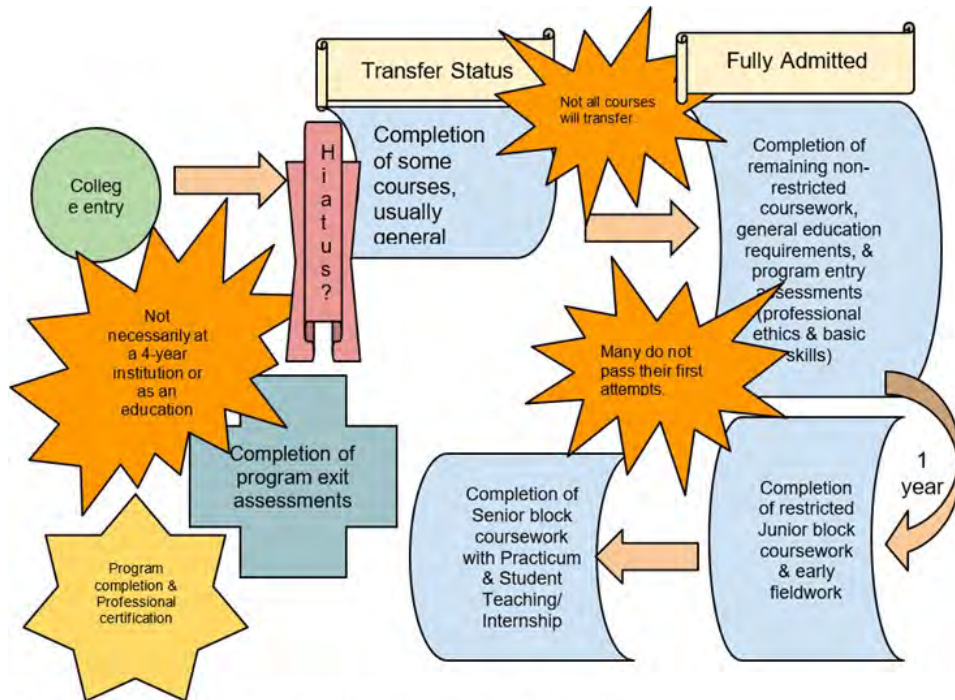 Transfer Status
Fully Admitted
Not all courses
will transfer.
Colleg
e entry
H
i
a
t
u
s
?
Completion
of some
courses,
usually
general
Completion of
remaining non-
restricted
coursework,
general education
requirements, &
program entry
assessments
(professional
ethics & basic
skills)
Not
necessarily at
a 4-year
institution or
as an
education
Many do not
pass their first
attempts.
1
year
Completion
of restricted
Junior block
coursework
& early
fieldwork
Completion of
Senior block
coursework
with Practicum
& Student
Teaching/
Internship
Completion of
program exit
assessments
Program
completion &
Professional
certification